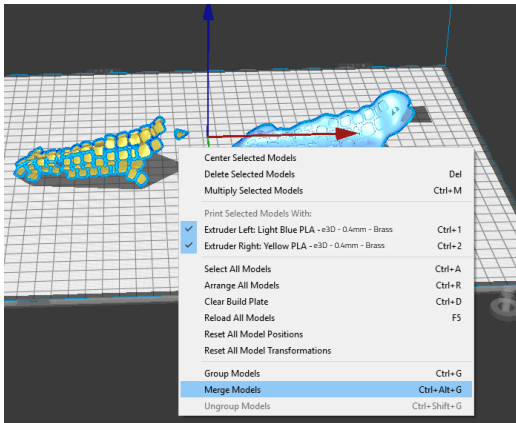 Center Selected Models
Delete Selected Models Del
Multiply Selected Models Ctrl+M
Print Selected Models With:
Extruder Left: Light Blue PLA - e3D - 0.4mm - Brass Ctrl+1
Extruder Right: Yellow PLA - e3D - 0.4mm - Brass Ctrl+2
Select All Models Ctrl+A
Arrange All Models Ctrl+R
Clear Build Plate Ctrl+D
Reload All Models F5
Reset All Model Positions
Reset All Model Transformations
Group Models Ctrl+G
Merge Models Ctrl+Alt+G
Ungroup Models Ctrl+Shift+G